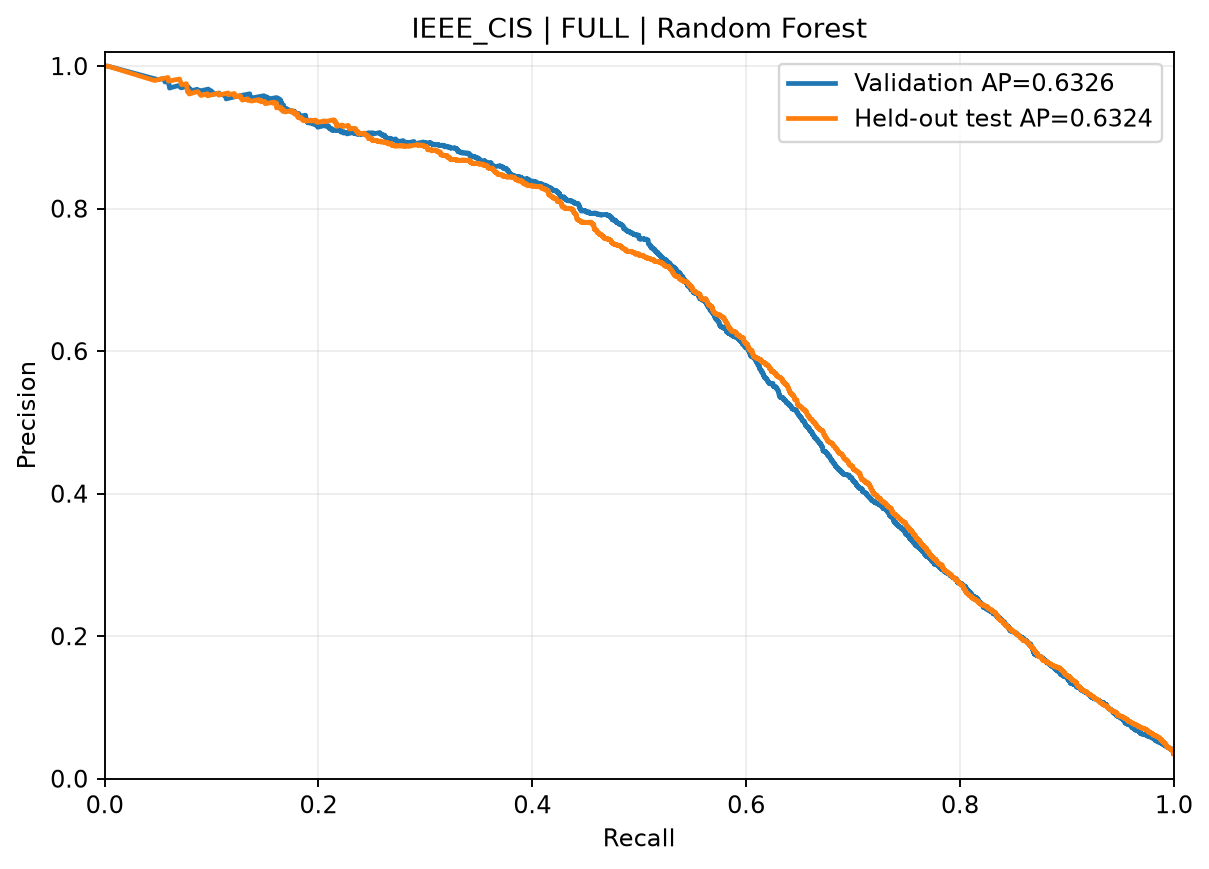 IEEE_CIS | FULL | Random Forest
Validation AP=0.6326
Held-out test AP=0.6324
Precision
1.0
0.8
0.6
0.4
0.2
0.0
0.0 0.2 0.4 0.6 0.8 1.0
Recall